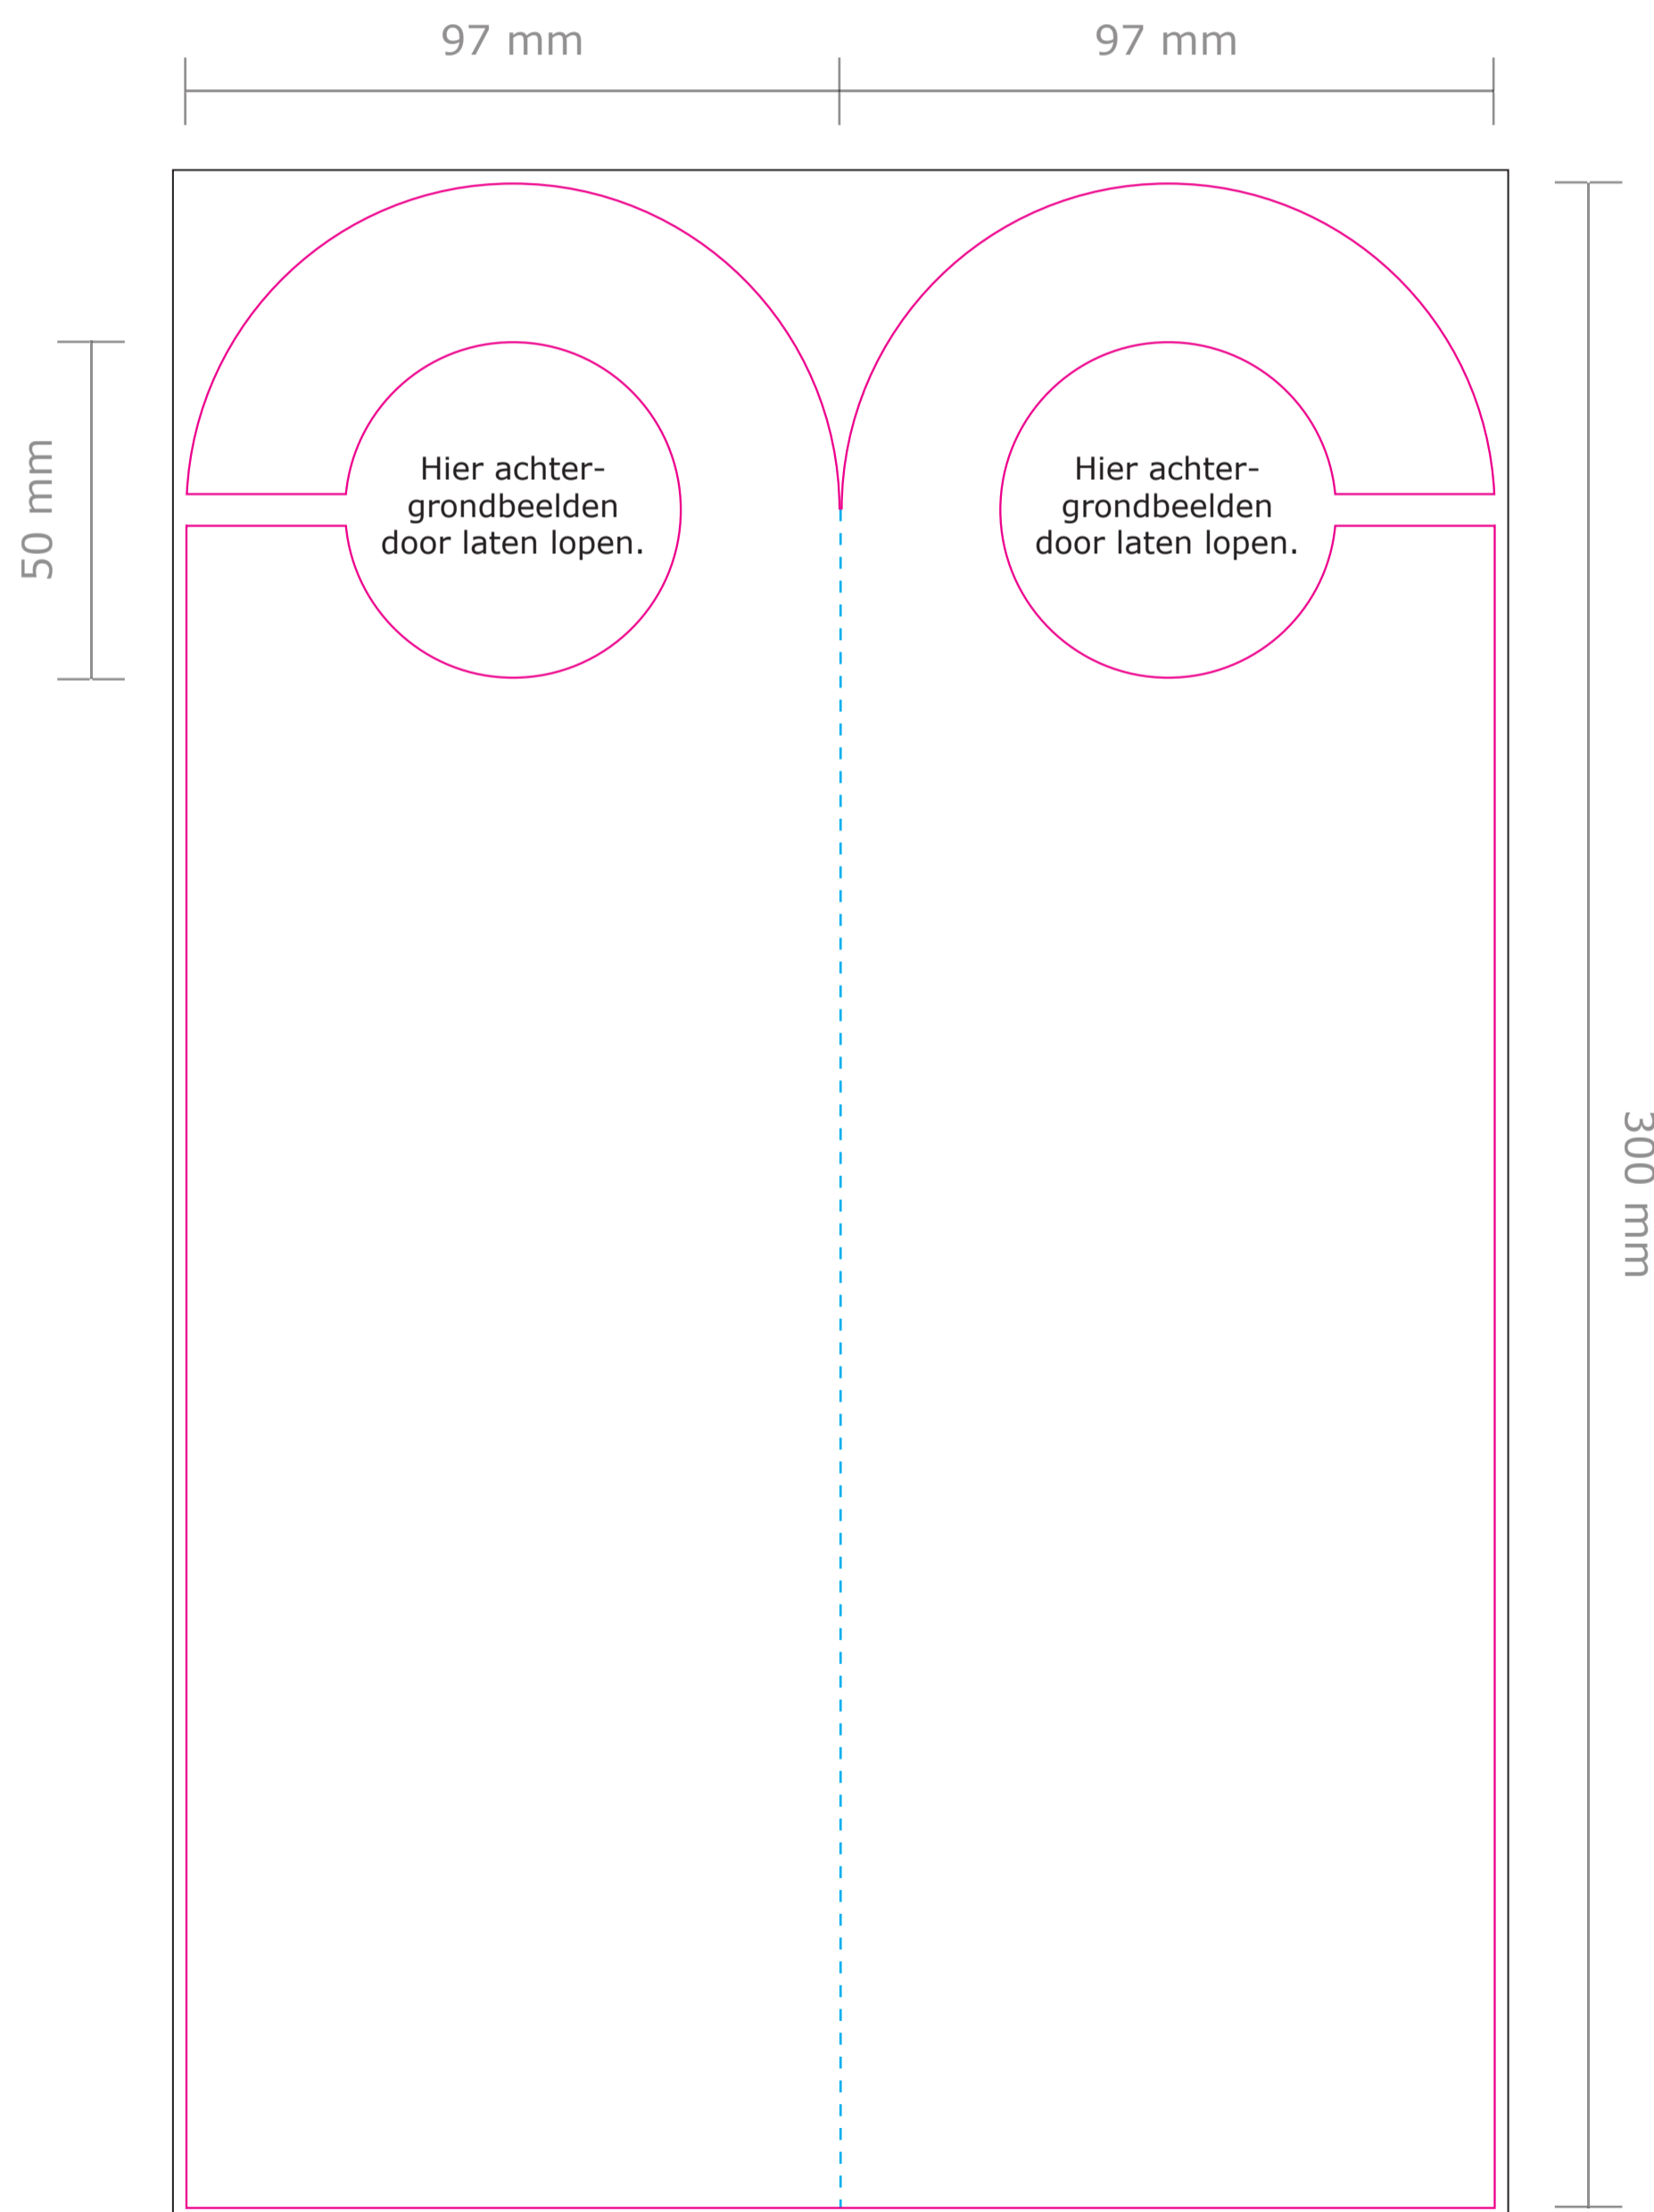 97 mm
97 mm
50 mm
Hier achter-
grondbeelden
door laten lopen.
Hier achter-
grondbeelden
door laten lopen.
300 mm